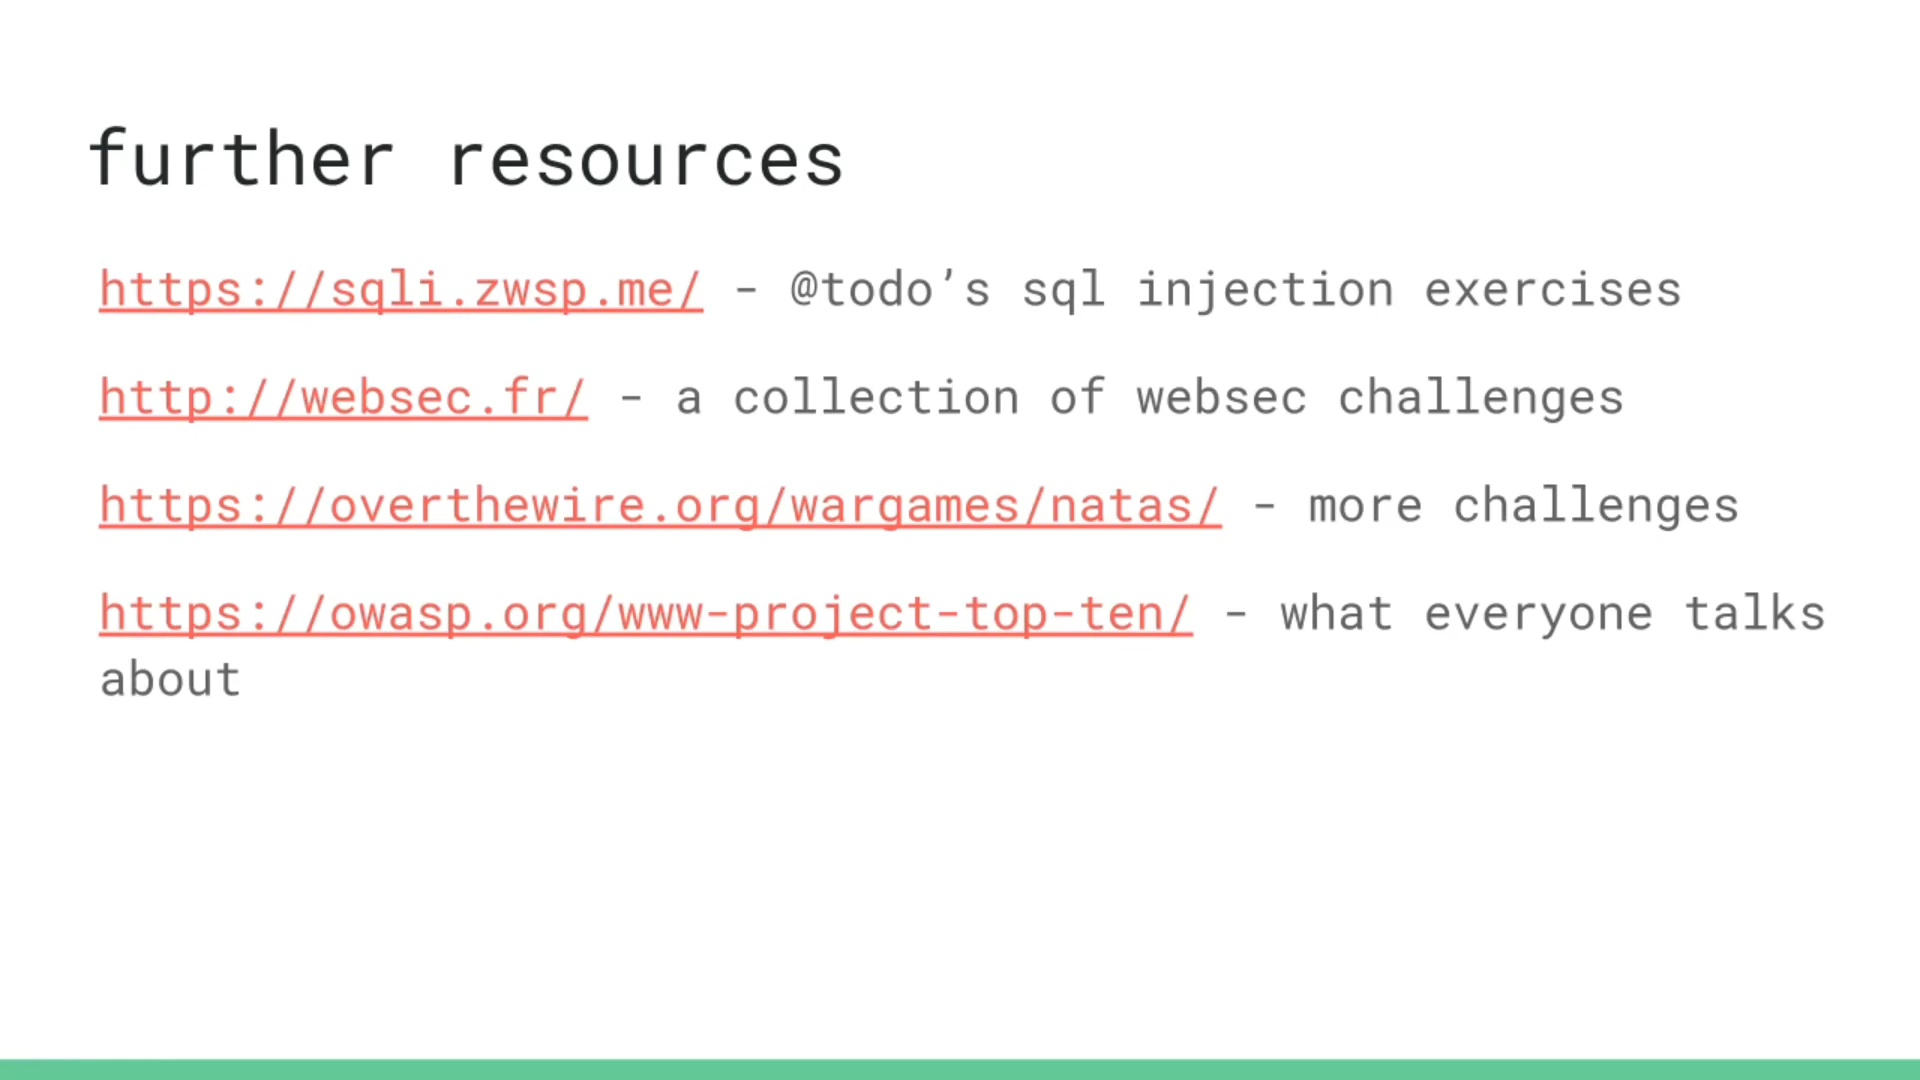 further resources
https://sqli.zwsp.me/ - @todo’s sql injection exercises
http://websec.fr/ - a collection of websec challenges
https://overthewire.org/wargames/natas/ - more challenges
https://owasp.org/www-project-top-ten/ - what everyone talks
about